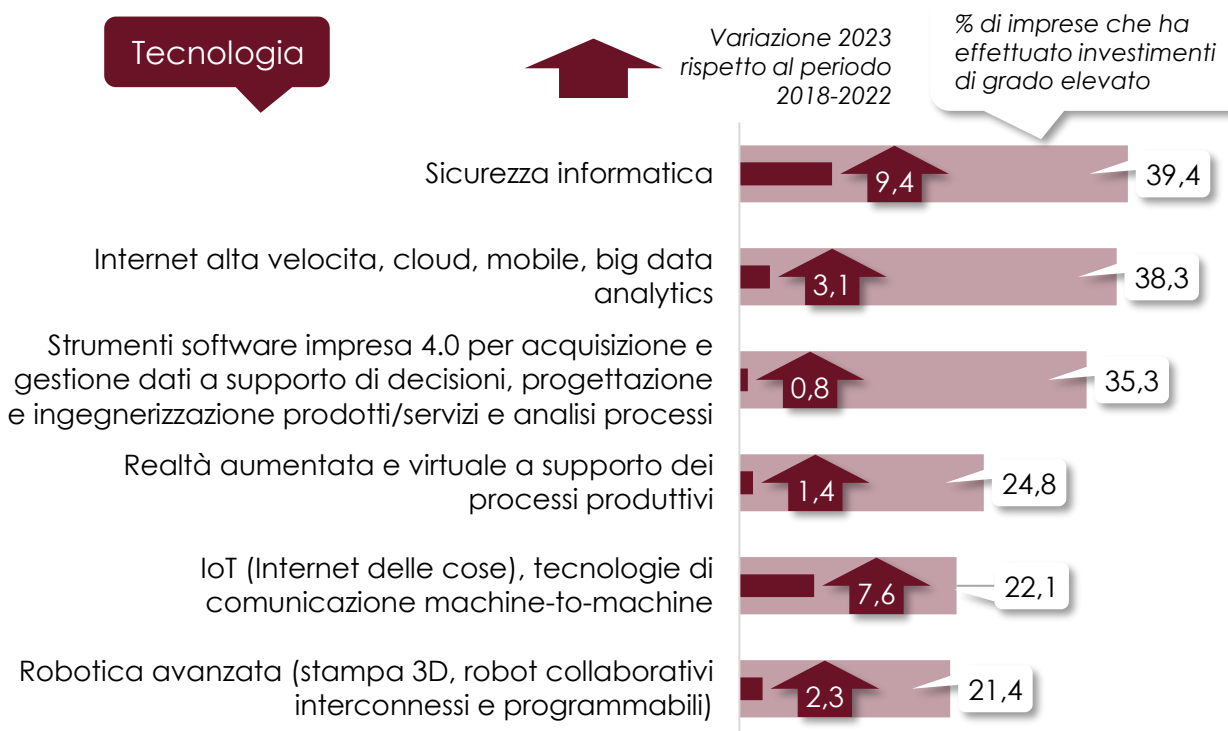 Tecnologia
Variazione 2023
rispetto al periodo
2018-2022
% di imprese che ha
effettuato investimenti
di grado elevato
Sicurezza informatica
9,4
39,4
Internet alta velocita, cloud, mobile, big data
analytics
3,1
38,3
Strumenti software impresa 4.0 per acquisizione e
gestione dati a supporto di decisioni, progettazione
e ingegnerizzazione prodotti/servizi e analisi processi
0,8
35,3
Realtà aumentata e virtuale a supporto dei
processi produttivi
1,4
24,8
IoT (Internet delle cose), tecnologie di
comunicazione machine-to-machine
7,6
22,1
Robotica avanzata (stampa 3D, robot collaborativi
interconnessi e programmabili)
2,3
21,4